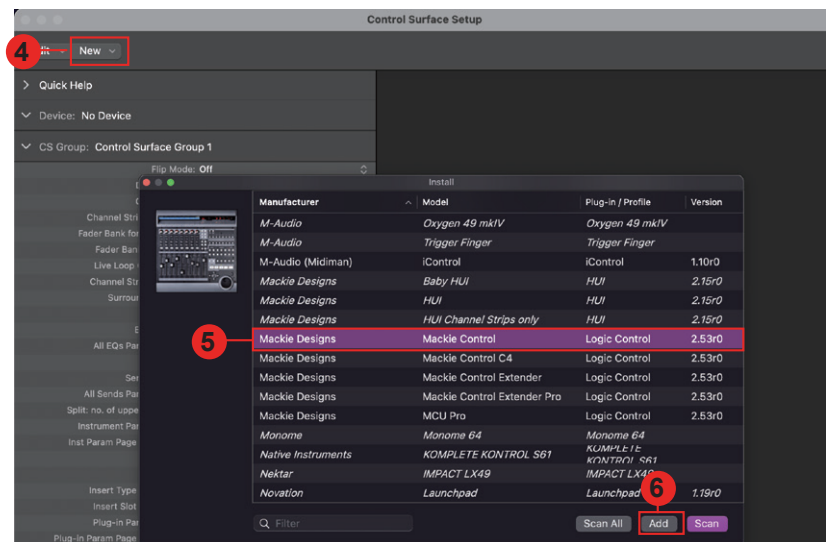 Control Surface Setup
4
New
Quick Help
Device: No Device
CS Group: Control Surface Group 1
Flip Mode: Off
Install
Manufacturer Model Plug-in / Profile Version
M-Audio Oxygen 49 mkIV Oxygen 49 mkIV
Channel Stri
M-Audio Trigger Finger Trigger Finger
Fader Bank for
M-Audio (Midiman) iControl iControl 1.10r0
Fader Ban
Live Loop
Mackie Designs Baby HUI HUI 2.15r0
Channel Str
Mackie Designs HUI HUI 2.15r0
Surrou
Mackie Designs HUI Channel Strips only HUI 2.15r0
5
Mackie Designs Mackie Control Logic Control 2.53r0
All EQs Par
Mackie Designs Mackie Control C4 Logic Control 2.53r0
Mackie Designs Mackie Control Extender Logic Control 2.53r0
Ser
All Sends Par
Mackie Designs Mackie Control Extender Pro Logic Control 2.53r0
Split: no. of uppe
Mackie Designs MCU Pro Logic Control 2.53r0
Instrument Par
Monome Monome 64 Monome 64
Inst Param Page
Native Instruments KOMPLETE KONTROL S61 KOMPLETE
KONTROL S61
Nektar IMPACT LX49 IMPACT LX49
Insert Type
Novation Launchpad Launchpad 1.19r0
6
Insert Slot
Plug-in Par
Filter Scan All Add Scan
Plug-in Param Page